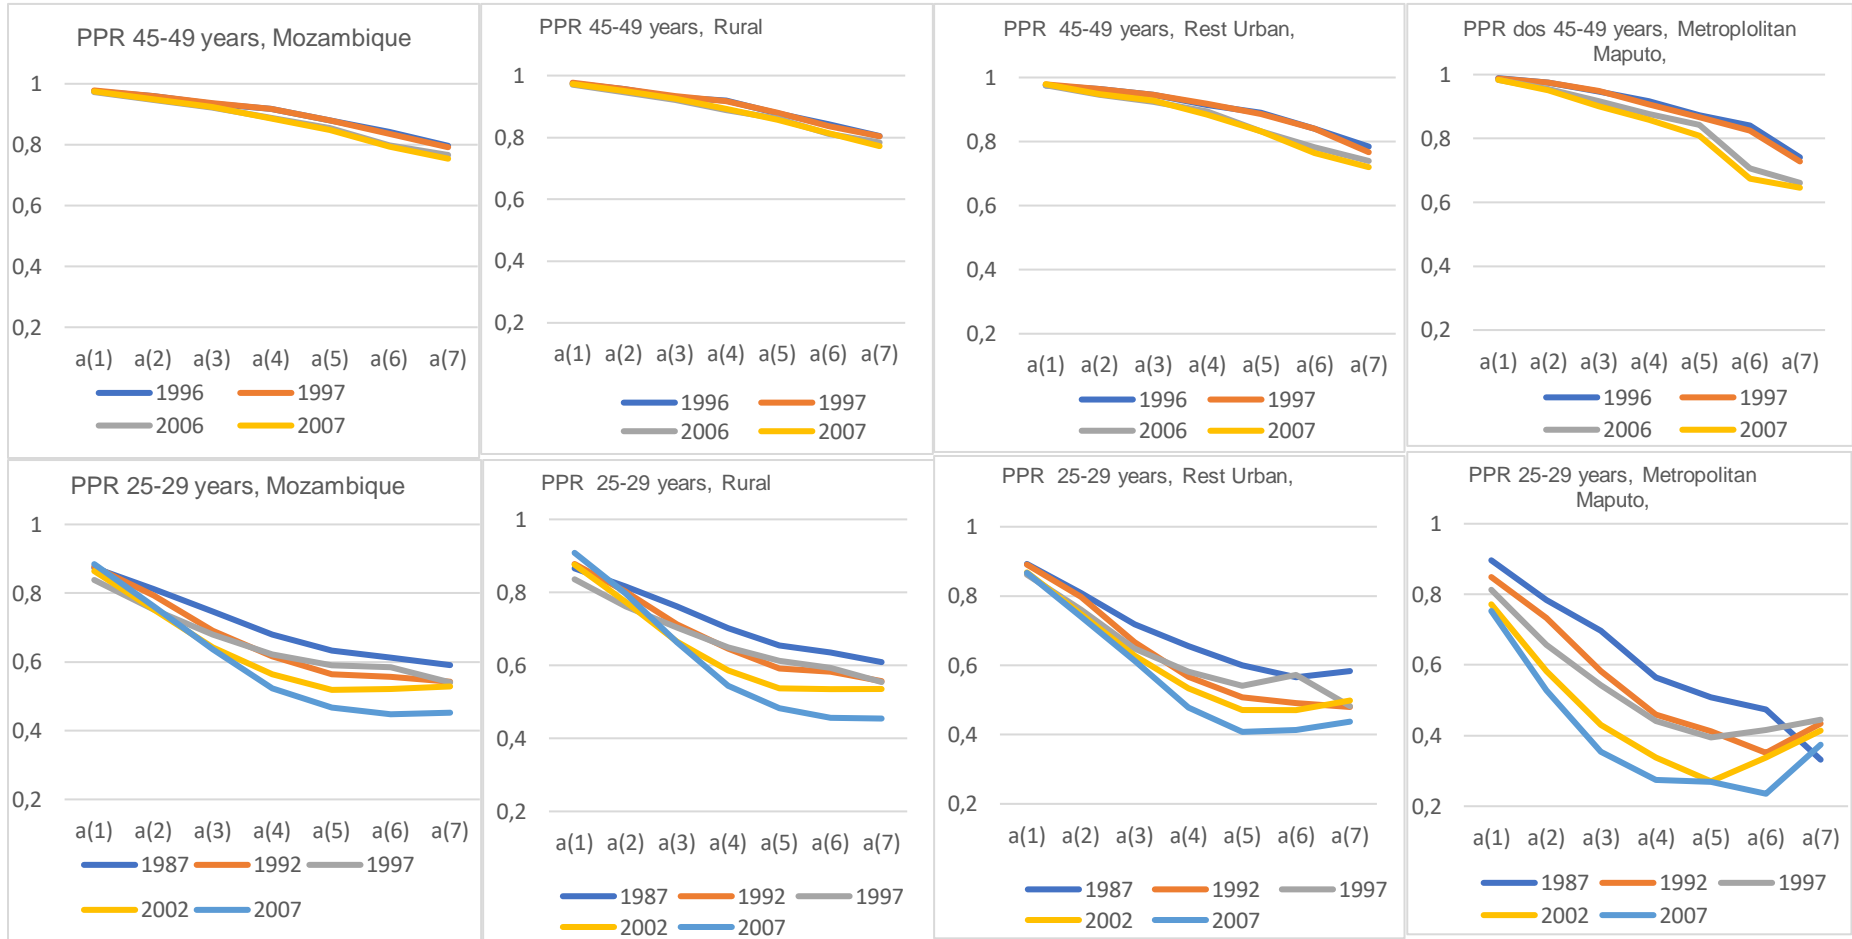 PPR 45-49 years, Mozambique
1
0,8
0,6
0,4
0,2
a(1) a(2) a(3) a(4) a(5) a(6) a(7)
1996 1997
2006 2007
PPR 45-49 years, Rural
1
0,8
0,6
0,4
0,2
a(1) a(2) a(3) a(4) a(5) a(6) a(7)
1996 1997
2006 2007
PPR 45-49 years, Rest Urban,
1
0,8
0,6
0,4
0,2
a(1) a(2) a(3) a(4) a(5) a(6) a(7)
1996 1997
2006 2007
PPR dos 45-49 years, Metroplolitan
Maputo,
1
0,8
0,6
0,4
0,2
a(1) a(2) a(3) a(4) a(5) a(6) a(7)
1996 1997
2006 2007
PPR 25-29 years, Mozambique
1
0,8
0,6
0,4
0,2
a(1) a(2) a(3) a(4) a(5) a(6) a(7)
1987 1992 1997
2002 2007
PPR 25-29 years, Rural
1
0,8
0,6
0,4
0,2
a(1) a(2) a(3) a(4) a(5) a(6) a(7)
1987 1992 1997
2002 2007
PPR 25-29 years, Rest Urban,
1
0,8
0,6
0,4
0,2
a(1) a(2) a(3) a(4) a(5) a(6) a(7)
1987 1992 1997
2002 2007
PPR 25-29 years, Metropolitan
Maputo,
1
0,8
0,6
0,4
0,2
a(1) a(2) a(3) a(4) a(5) a(6) a(7)
1987 1992 1997
2002 2007